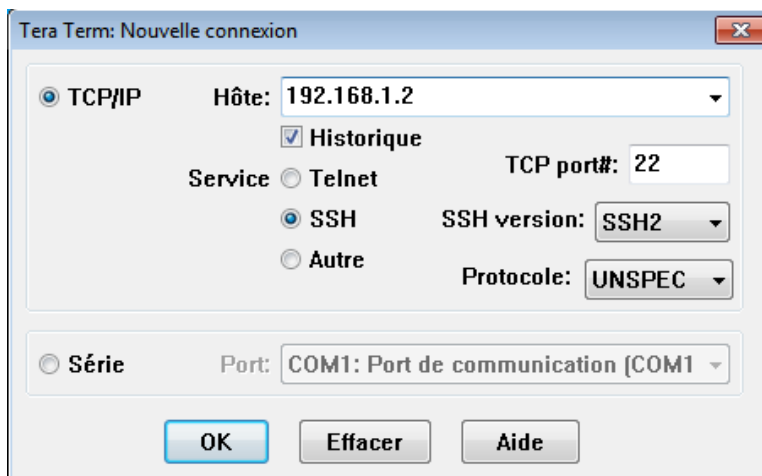 Tera Term: Nouvelle connexion
TCP/IP
Hôte: 192.168.1.2
Historique
Service
Telnet
TCP port#: 22
SSH
SSH version: SSH2
Autre
Protocole: UNSPEC
Série
Port: COM1: Port de communication (COM1
OK
Effacer
Aide